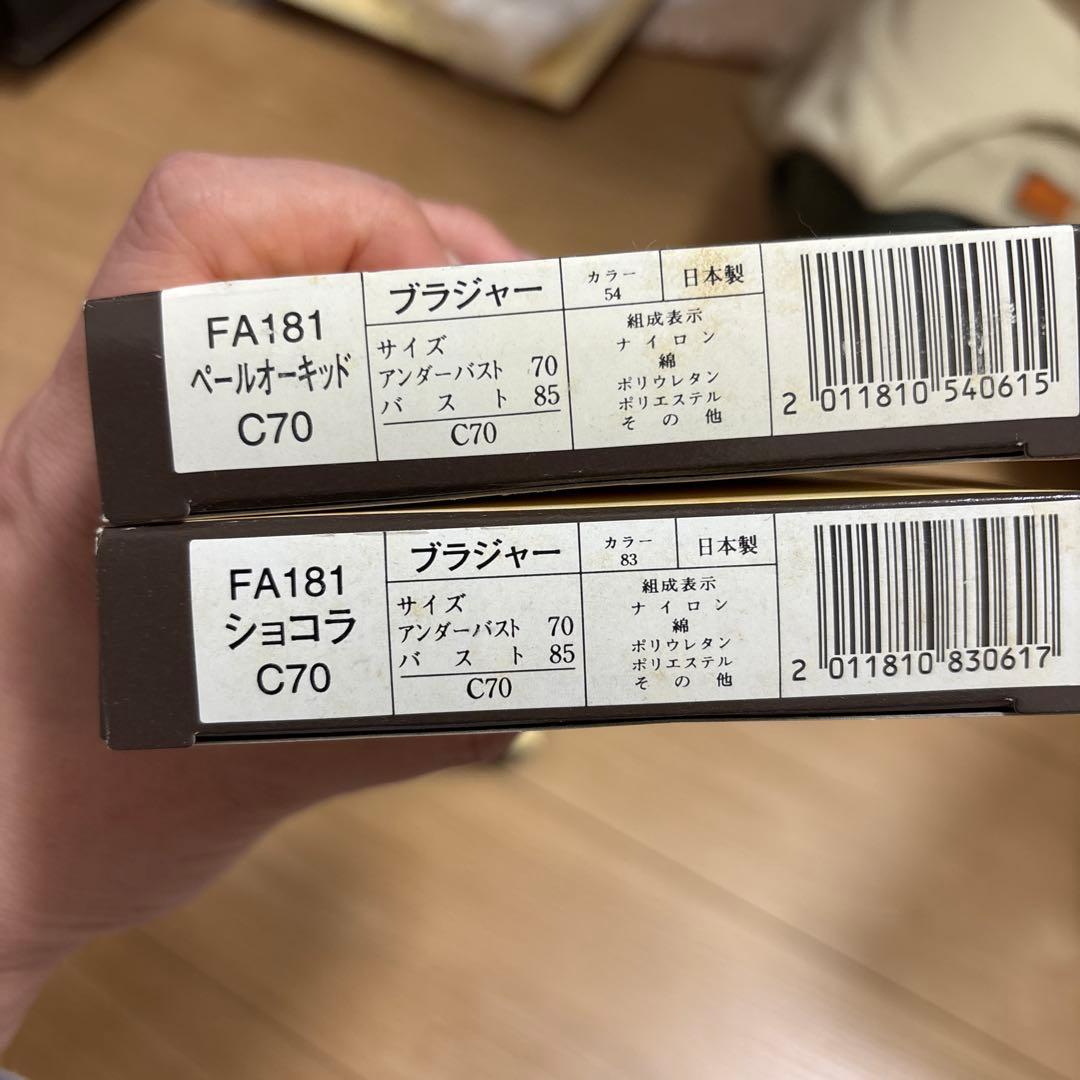 FA181
ペールオーキッド
C70
ブラジャー
サイズ
アンダーバスト 70
バスト 85
C70
カラー
54
日本製
組成表示
ナイロン
綿
ポリウレタン
ポリエステル
その他
2 011810 540615
FA181
ショコラ
C70
ブラジャー
サイズ
アンダーバスト 70
バスト 85
C70
カラー
83
日本製
組成表示
ナイロン
綿
ポリウレタン
ポリエステル
その他
2 011810 830617